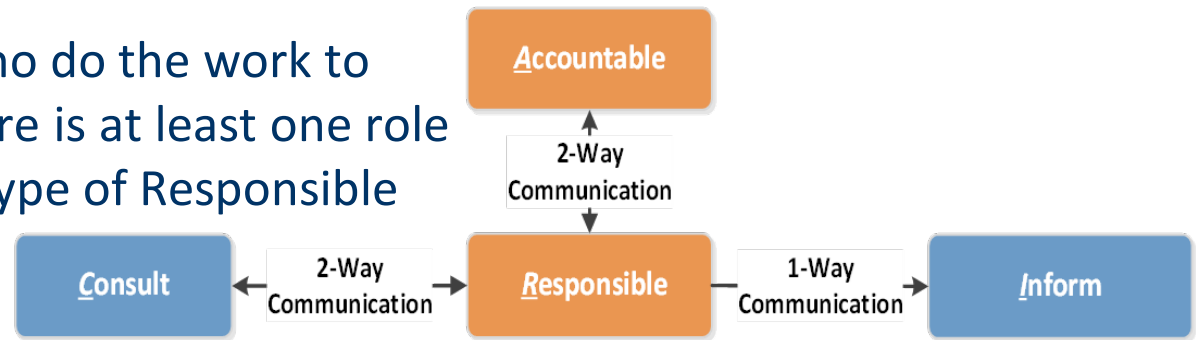 Accountable
no do the work to
re is at least one role
ype of Responsible
2-Way
Communication
Consult
2-Way
Communication
Responsible
1-Way
Communication
Inform